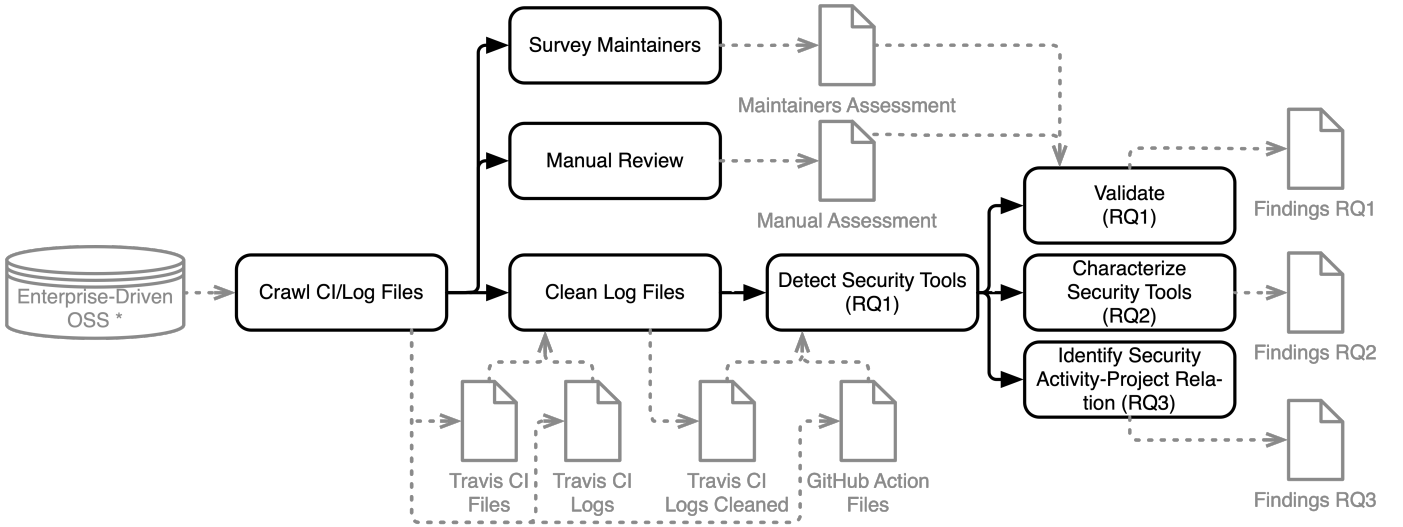 Survey Maintainers
Maintainers Assessment
Manual Review
Manual Assessment
Enterprise-Driven
OSS *
Crawl CI/Log Files
Clean Log Files
Detect Security Tools
(RQ1)
Validate
(RQ1)
Characterize
Security Tools
(RQ2)
Identify Security
Activity-Project Rela-
tion (RQ3)
Findings RQ1
Findings RQ2
Findings RQ3
Travis CI
Files
Travis CI
Logs
Travis CI
Logs Cleaned
GitHub Action
Files